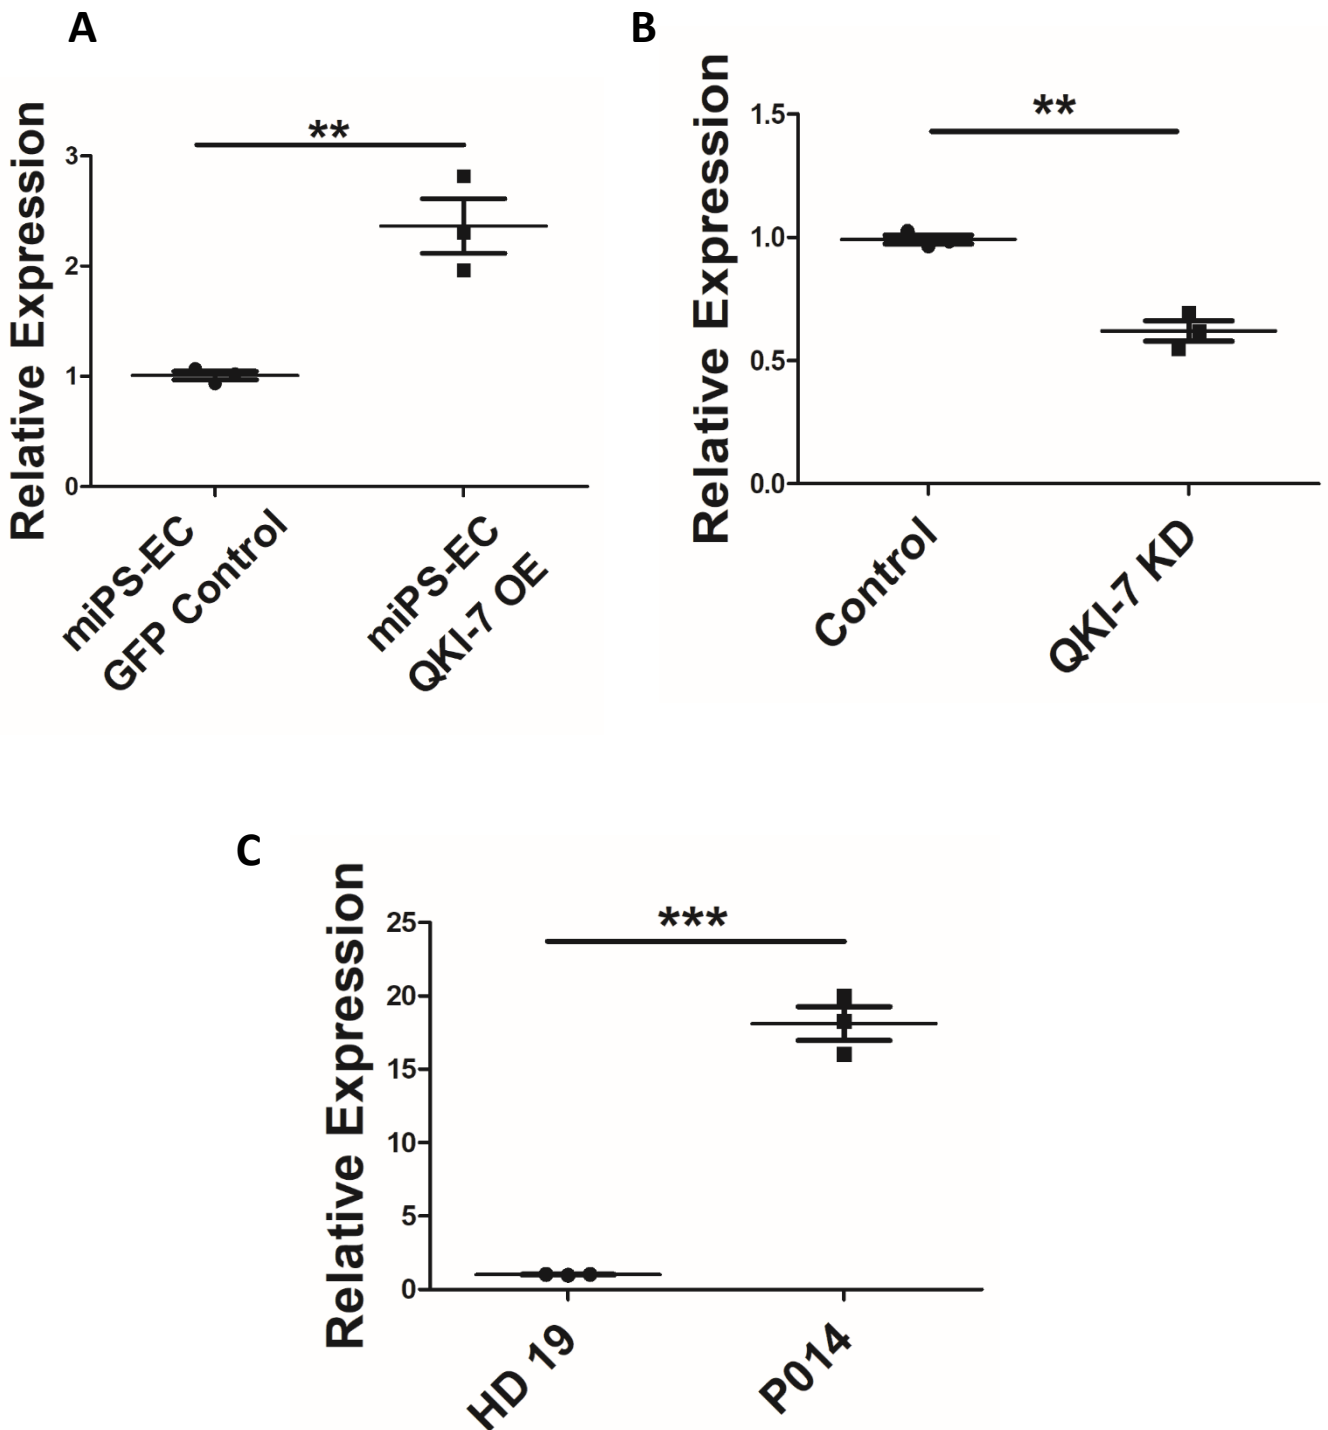 A
Relative Expression
**
3
2
1
0
miPS-EC
GFP Control
miPS-EC
QKI-7 OE
B
Relative Expression
**
1.5
1.0
0.5
0.0
Control
QKI-7 KD
C
Relative Expression
***
25
20
15
10
5
0
HD 19
P014